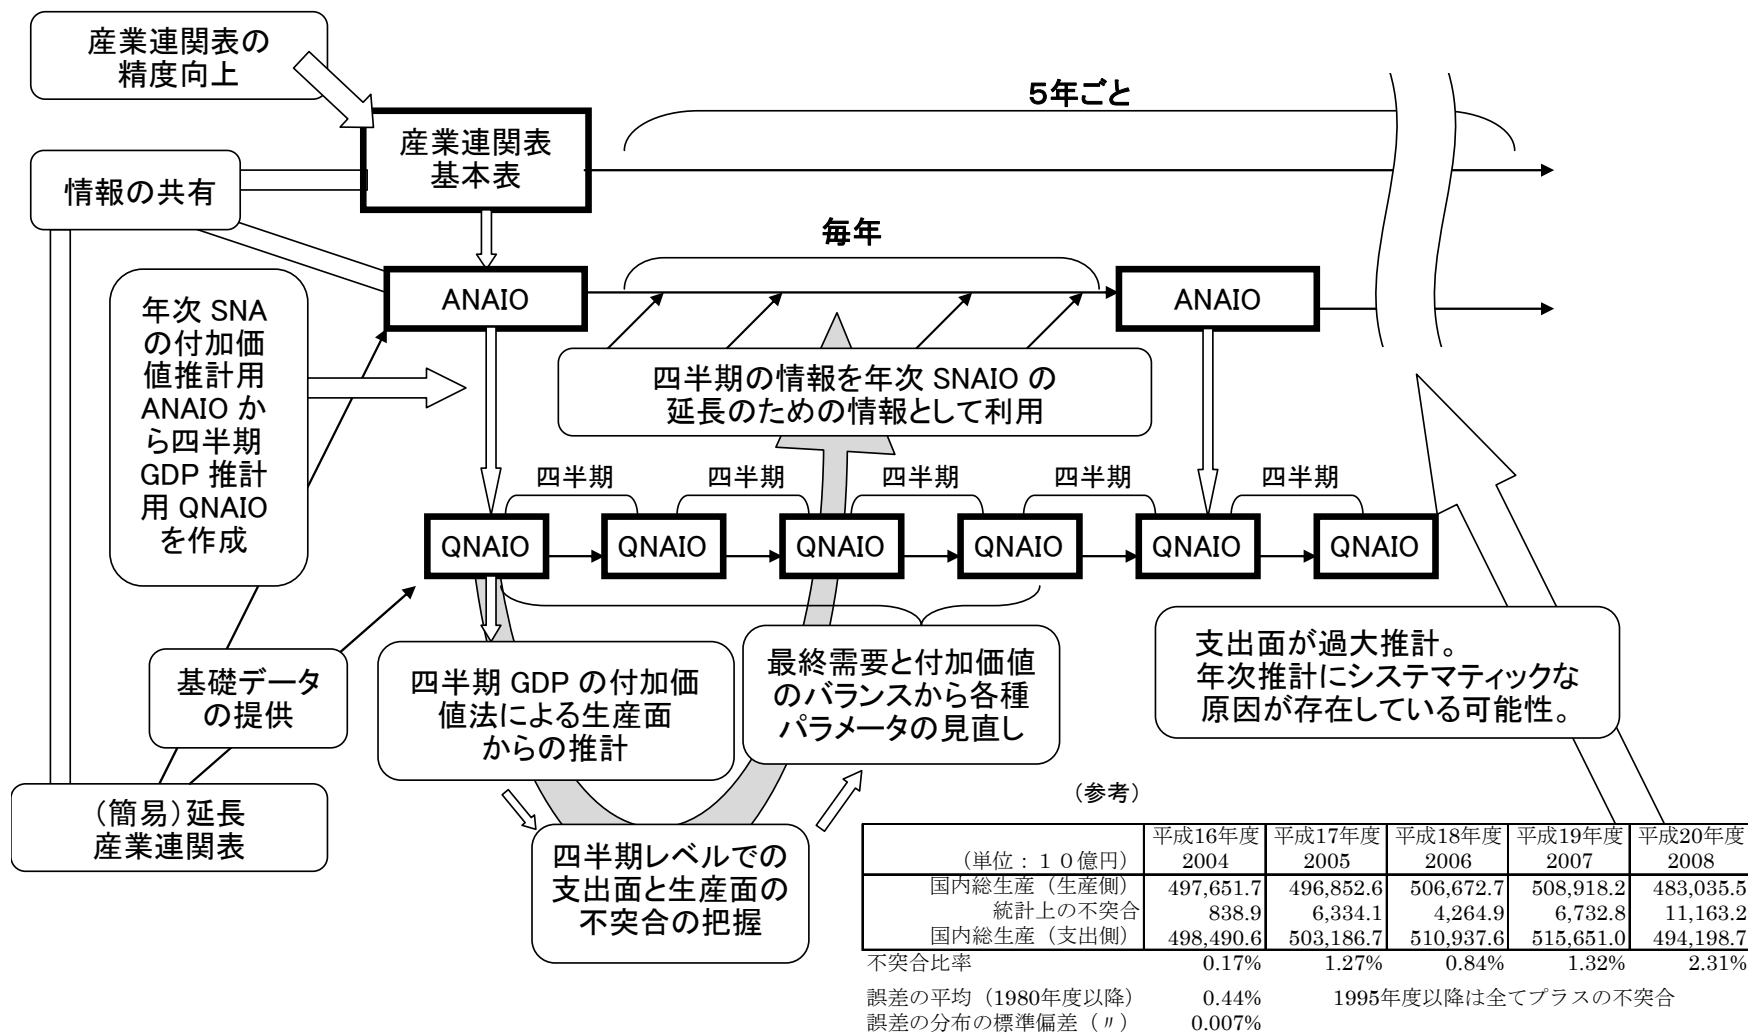 産業連関表の
精度向上
5年ごと
産業連関表
基本表
情報の共有
毎年
ANAIO
ANAIO
年次 SNA
の付加価
値推計用
ANAIO か
ら四半期
GDP 推計
用 QNAIO
を作成
四半期の情報を年次 SNAIO の
延長のための情報として利用
四半期
四半期
四半期
四半期
四半期
QNAIO
QNAIO
QNAIO
QNAIO
QNAIO
QNAIO
基礎データ
の提供
四半期 GDP の付加価
値法による生産面
からの推計
最終需要と付加価値
のバランスから各種
パラメータの見直し
支出面が過大推計。
年次推計にシステマティックな
原因が存在している可能性。
(簡易)延長
産業連関表
四半期レベルでの
支出面と生産面の
不突合の把握
(参考)
平成16年度 平成17年度 平成18年度 平成19年度 平成20年度
(単位:10億円) 2004 2005 2006 2007 2008
国内総生産(生産側) 497,651.7 496,852.6 506,672.7 508,918.2 483,035.5
統計上の不突合 838.9 6,334.1 4,264.9 6,732.8 11,163.2
国内総生産(支出側) 498,490.6 503,186.7 510,937.6 515,651.0 494,198.7
不突合比率 0.17% 1.27% 0.84% 1.32% 2.31%
誤差の平均(1980年度以降) 0.44% 1995年度以降は全てプラスの不突合
誤差の分布の標準偏差(〃) 0.007%